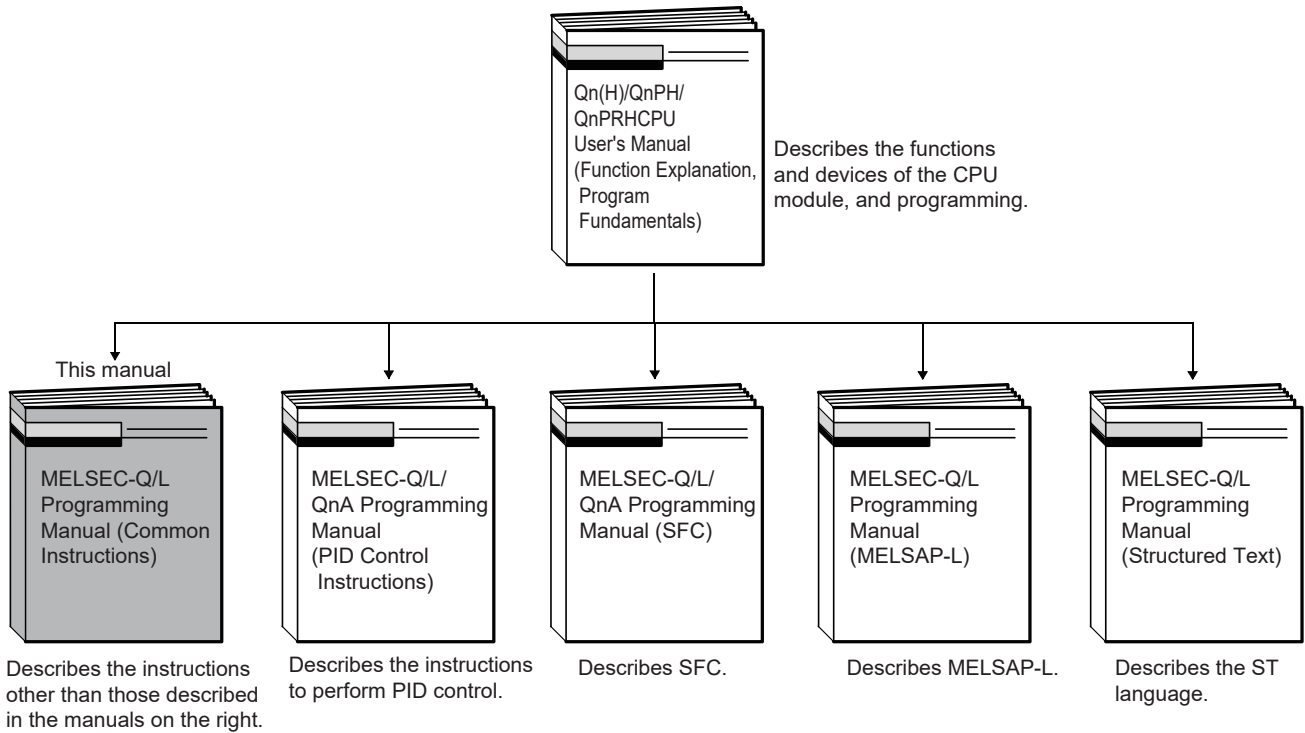 Qn(H)/QnPH/
QnPRHCPU
User's Manual
(Function Explanation,
Program
Fundamentals)
Describes the functions
and devices of the CPU
module, and programming.
This manual
MELSEC-Q/L
Programming
Manual (Common
Instructions)
Describes the instructions
other than those described
in the manuals on the right.
MELSEC-Q/L/
QnA Programming
Manual
(PID Control
Instructions)
Describes the instructions
to perform PID control.
MELSEC-Q/L/
QnA Programming
Manual (SFC)
Describes SFC.
MELSEC-Q/L
Programming
Manual
(MELSAP-L)
Describes MELSAP-L.
MELSEC-Q/L
Programming
Manual
(Structured Text)
Describes the ST
language.